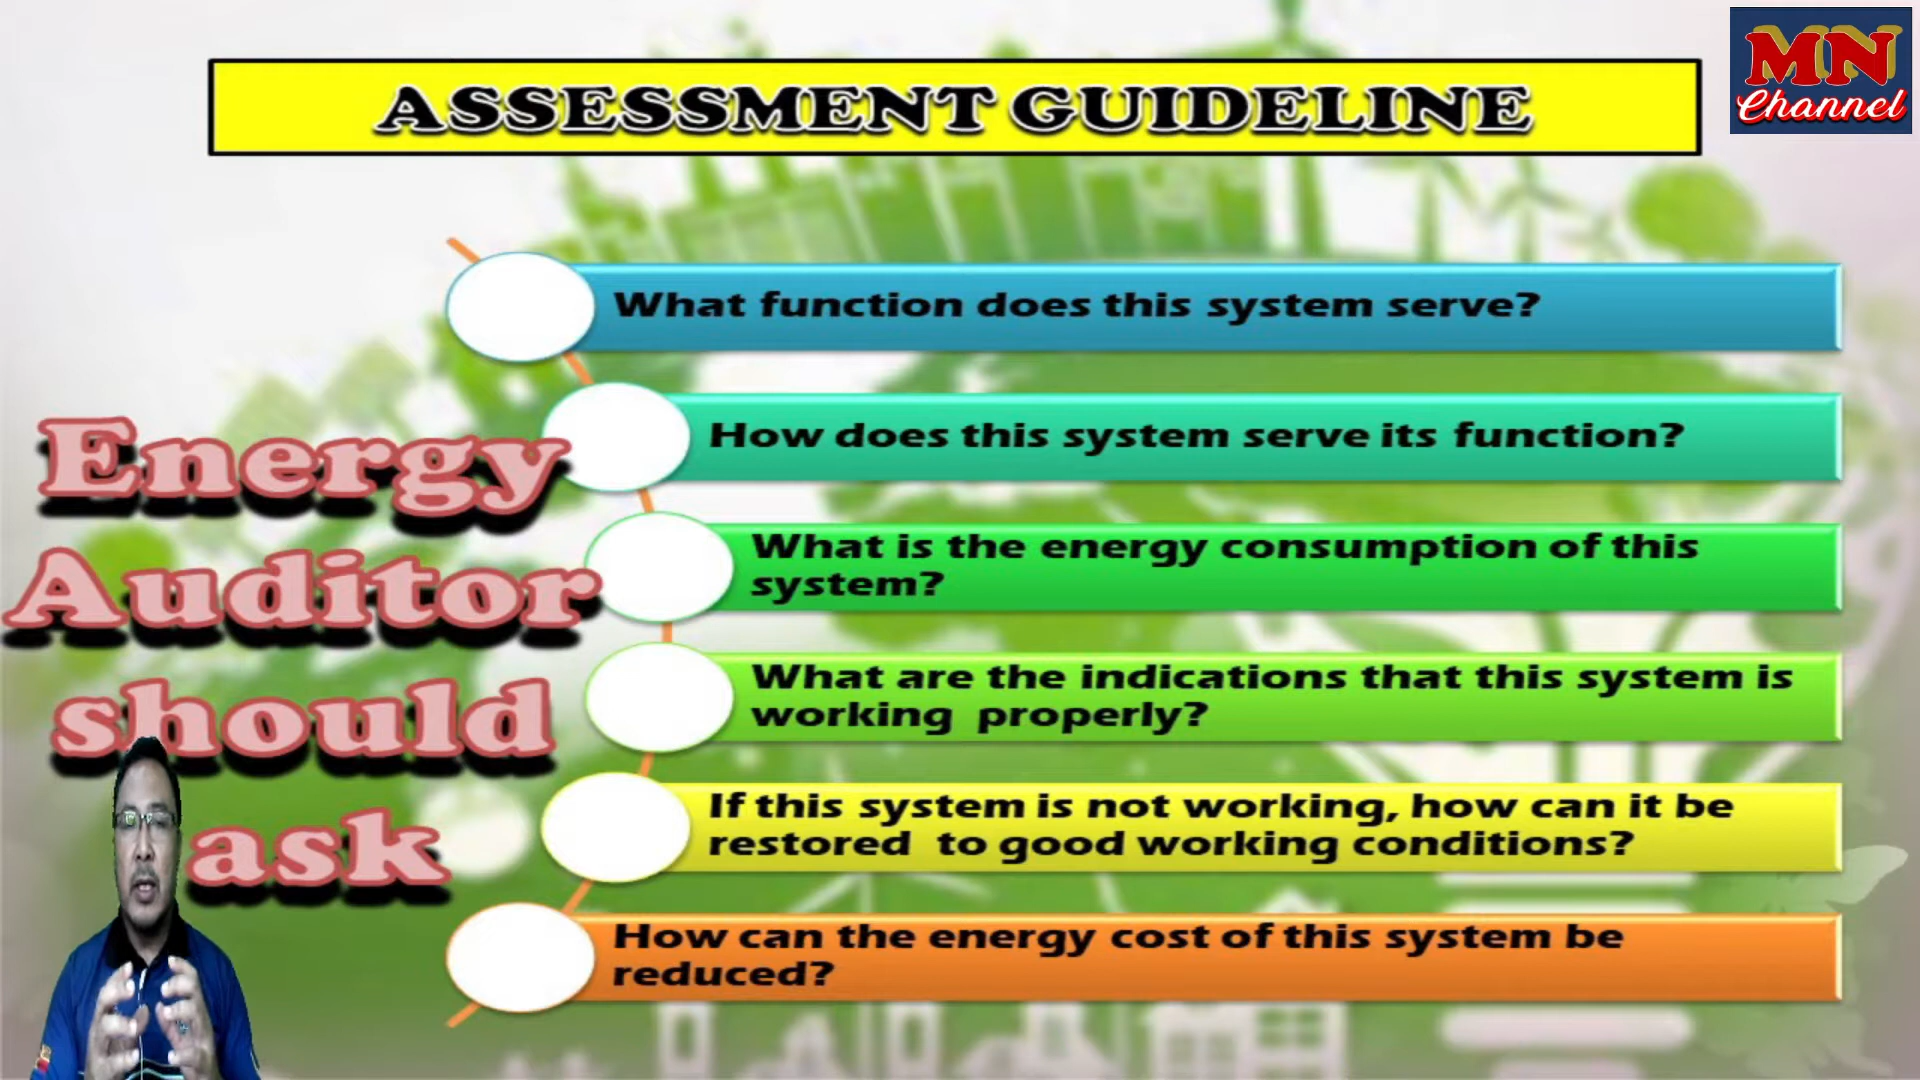 MN
Channel
ASSESSMENT GUIDELINE
Energy
Auditor
should
ask
What function does this system serve?
How does this system serve its function?
What is the energy consumption of this
system?
What are the indications that this system is
working properly?
If this system is not working, how can it be
restored to good working conditions?
How can the energy cost of this system be
reduced?